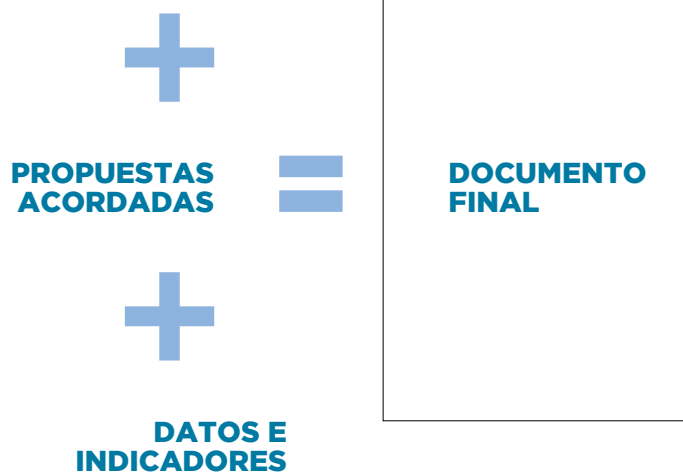 PROPUESTAS
ACORDADAS
DOCUMENTO
FINAL
DATOS E
INDICADORES